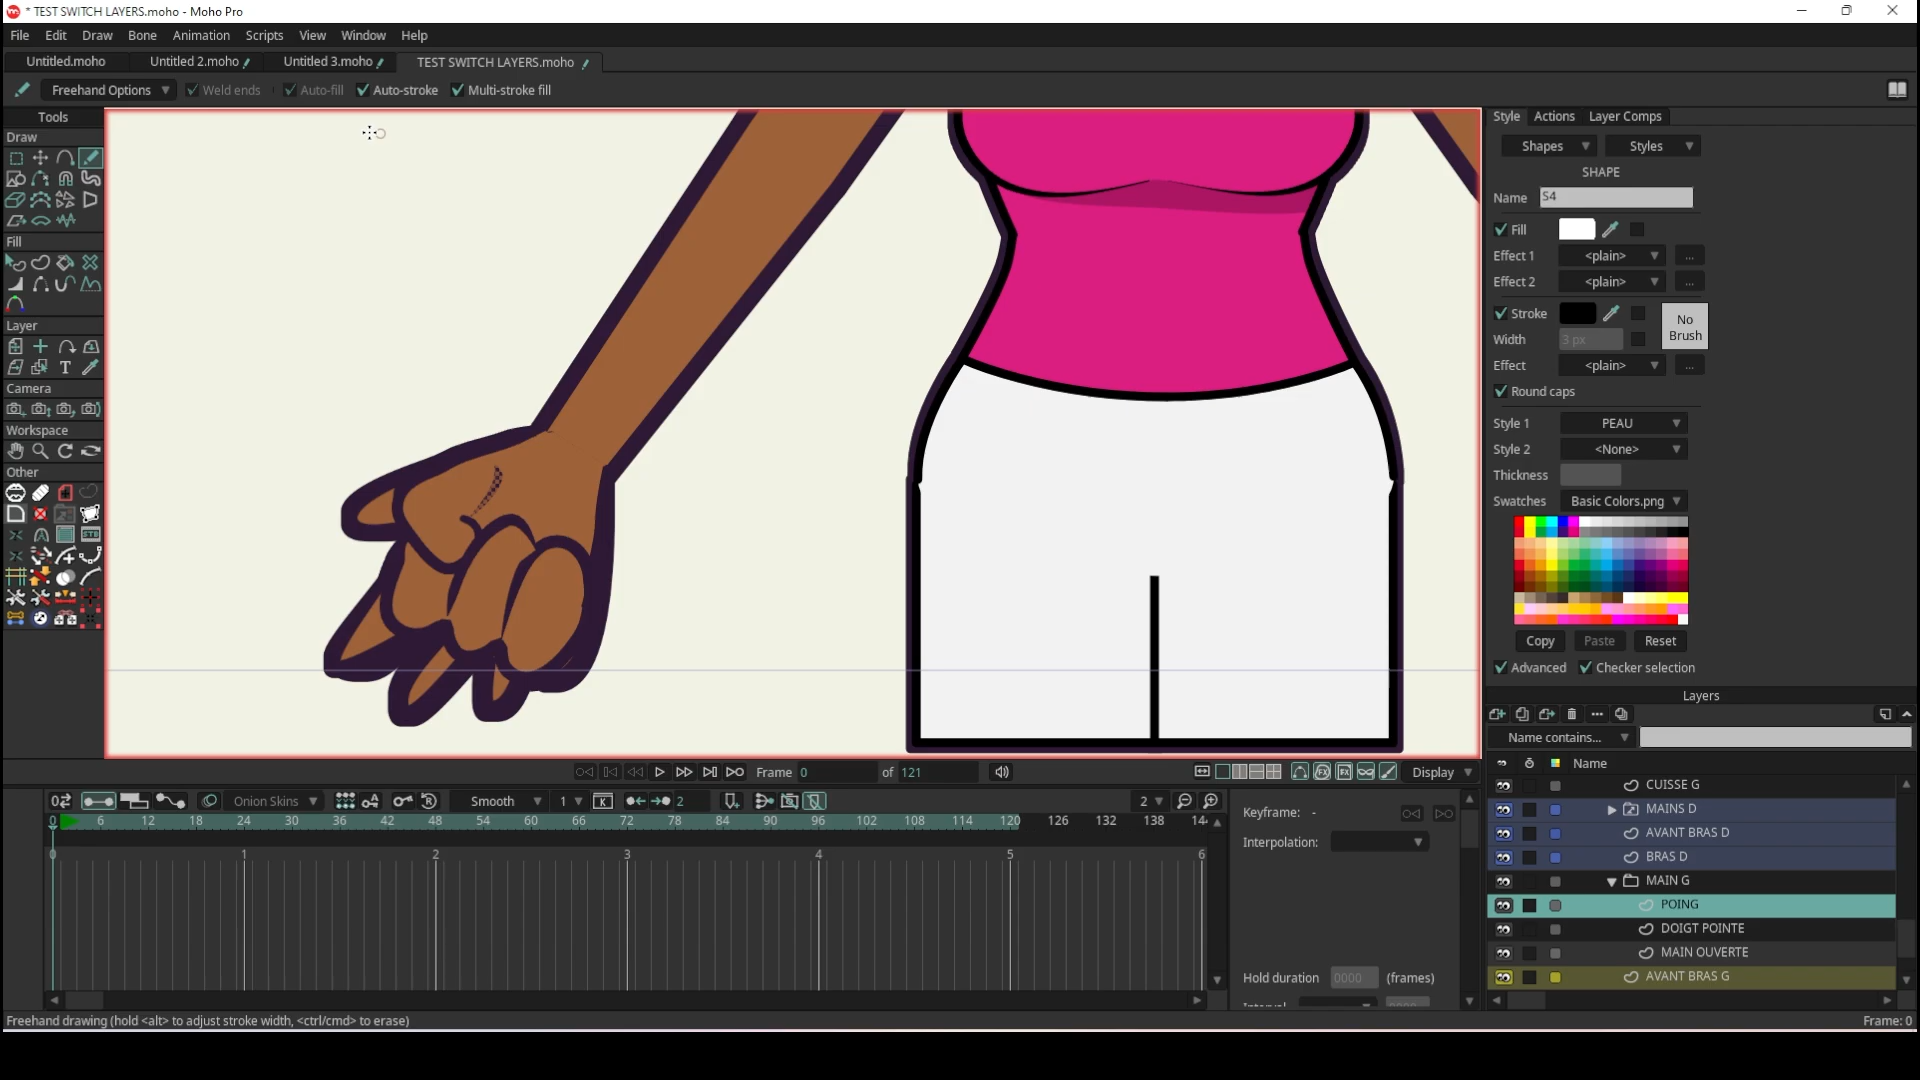 * TEST SWITCH LAYERS.moho - Moho Pro
File Edit Draw Bone Animation Scripts View Window Help
Untitled.moho Untitled 2.moho Untitled 3.moho TEST SWITCH LAYERS.moho
Freehand Options Weld ends Auto-fill Auto-stroke Multi-stroke fill
Tools
Draw
Fill
Layer
Camera
Workspace
Other
Style Actions Layer Comps
Shapes Styles
SHAPE
Name S4
Fill
Effect 1 <plain> ...
Effect 2 <plain> ...
Stroke
No Brush
Width 3 px
Effect <plain> ...
Round caps
Style 1 PEAU
Style 2 <None>
Thickness
Swatches Basic Colors.png
Copy Paste Reset
Advanced Checker selection
Layers
Name contains...
Name
CUISSE G
MAINS D
AVANT BRAS D
BRAS D
MAIN G
POING
DOIGT POINTE
MAIN OUVERTE
AVANT BRAS G
Frame 0 of 121 Display
Onion Skins Smooth 1 2 2
0 6 12 18 24 30 36 42 48 54 60 66 72 78 84 90 96 102 108 114 120 126 132 138 14
0 1 2 3 4 5 6
Keyframe: -
Interpolation:
Hold duration 0000 (frames)
Freehand drawing (hold <alt> to adjust stroke width, <ctrl/cmd> to erase) Frame: 0